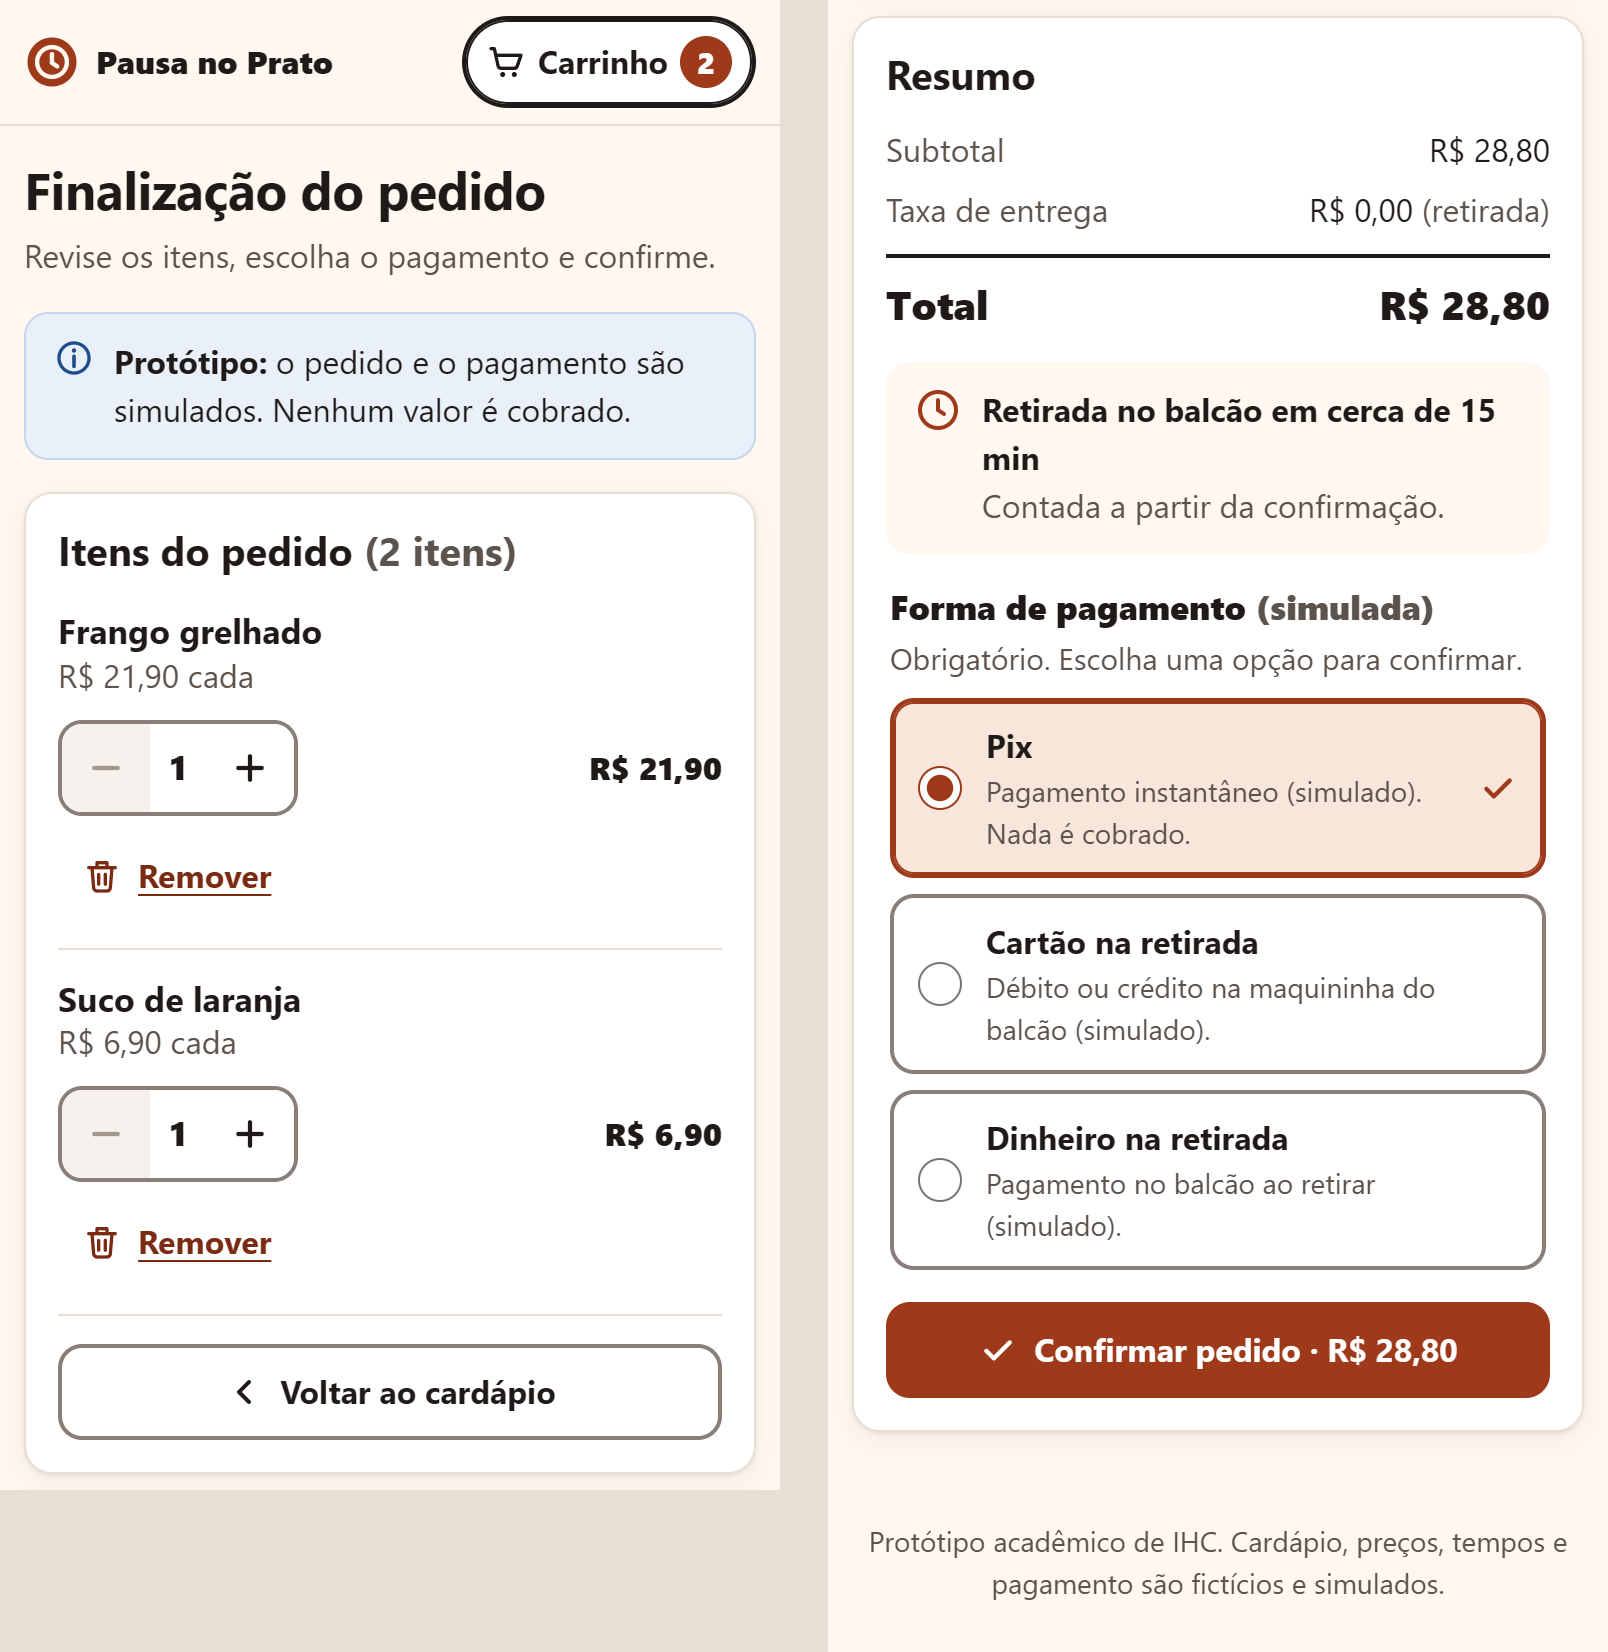 Pausa no Prato
Carrinho 2
Finalização do pedido
Revise os itens, escolha o pagamento e confirme.
Protótipo: o pedido e o pagamento são
simulados. Nenhum valor é cobrado.
Itens do pedido (2 itens)
Frango grelhado
R$ 21,90 cada
1
R$ 21,90
Remover
Suco de laranja
R$ 6,90 cada
1
R$ 6,90
Remover
Voltar ao cardápio
Resumo
Subtotal R$ 28,80
Taxa de entrega R$ 0,00 (retirada)
Total R$ 28,80
Retirada no balcão em cerca de 15
min
Contada a partir da confirmação.
Forma de pagamento (simulada)
Obrigatório. Escolha uma opção para confirmar.
Pix
Pagamento instantâneo (simulado).
Nada é cobrado.
Cartão na retirada
Débito ou crédito na maquininha do
balcão (simulado).
Dinheiro na retirada
Pagamento no balcão ao retirar
(simulado).
Confirmar pedido · R$ 28,80
Protótipo acadêmico de IHC. Cardápio, preços, tempos e
pagamento são fictícios e simulados.